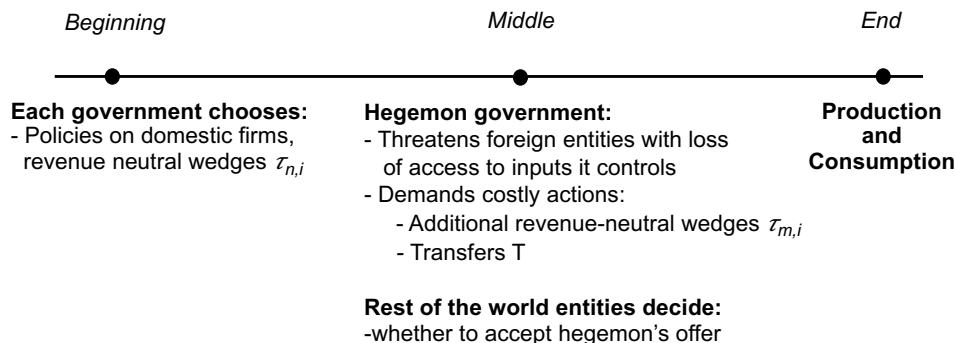 Beginning
Middle
End
Each government chooses:
- Policies on domestic firms,
revenue neutral wedges τn,i
Hegemon government:
- Threatens foreign entities with loss
of access to inputs it controls
- Demands costly actions:
- Additional revenue-neutral wedges τm,i
- Transfers T
Rest of the world entities decide:
-whether to accept hegemon's offer
Production
and
Consumption